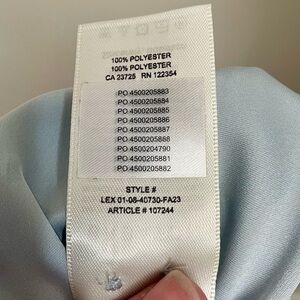 100% POLYESTER
100% POLYESTER
CA 23725 RN 122354
PO.4500205883
PO.4500205884
PO.4500205885
PO.4500205886
PO.4500205887
PO.4500205888
PO.4500204790
PO.4500205881
PO.4500205882
STYLE #
LEX 01-08-40730-FA23
ARTICLE # 107244